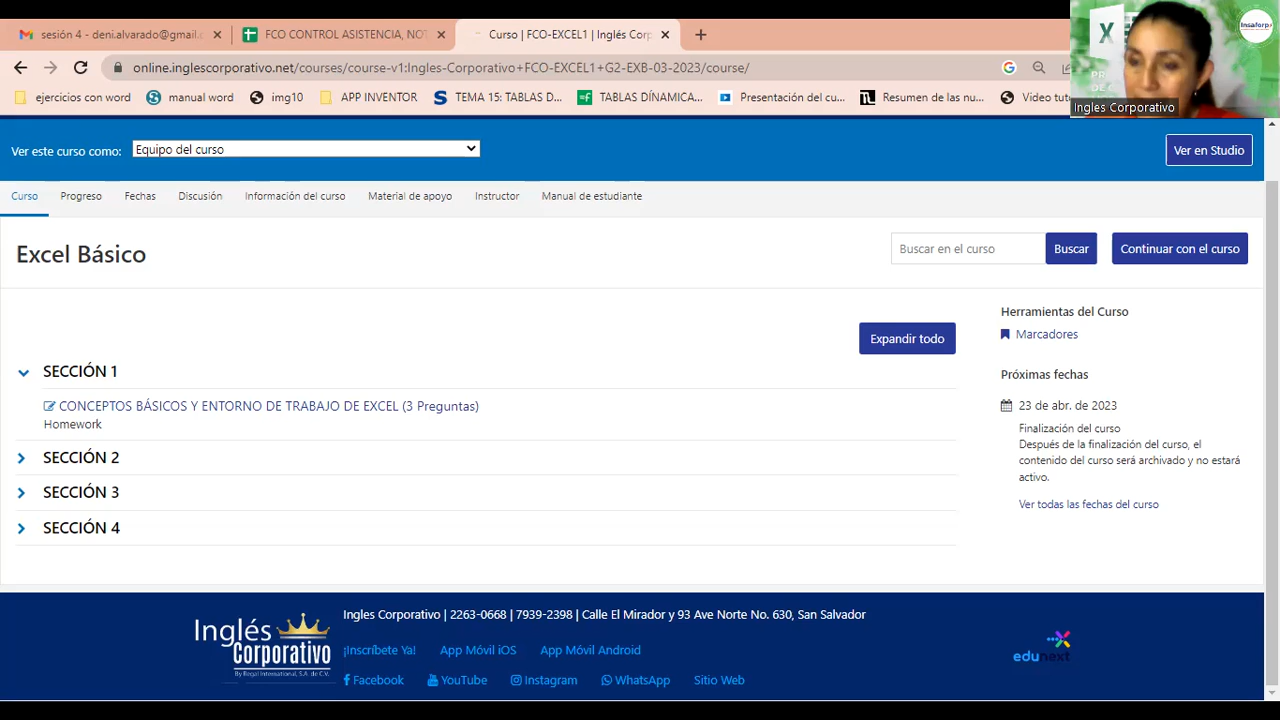 sesión 4 - deni.alvarado@gmail.c
FCO CONTROL ASISTENCIA, NOT
Curso | FCO-EXCEL1 | Inglés Corp
online.inglescorporativo.net/courses/course-v1:Ingles-Corporativo+FCO-EXCEL1+G2-EXB-03-2023/course/
ejercicios con word
manual word
img10
APP INVENTOR
TEMA 15: TABLAS D...
TABLAS DÍNAMICA...
Presentación del cu...
Resumen de las nu...
Video tuto
Insaforp
X
Ingles Corporativo
Ver este curso como:
Equipo del curso
Ver en Studio
Curso
Progreso
Fechas
Discusión
Información del curso
Material de apoyo
Instructor
Manual de estudiante
Excel Básico
Buscar en el curso
Buscar
Continuar con el curso
Expandir todo
SECCIÓN 1
CONCEPTOS BÁSICOS Y ENTORNO DE TRABAJO DE EXCEL (3 Preguntas)
Homework
SECCIÓN 2
SECCIÓN 3
SECCIÓN 4
Herramientas del Curso
Marcadores
Próximas fechas
23 de abr. de 2023
Finalización del curso
Después de la finalización del curso, el
contenido del curso será archivado y no estará
activo.
Ver todas las fechas del curso
Inglés
Corporativo
By Regal International, S.A. de C.V.
Ingles Corporativo | 2263-0668 | 7939-2398 | Calle El Mirador y 93 Ave Norte No. 630, San Salvador
¡Inscríbete Ya!
App Móvil iOS
App Móvil Android
Facebook
YouTube
Instagram
WhatsApp
Sitio Web
edunext